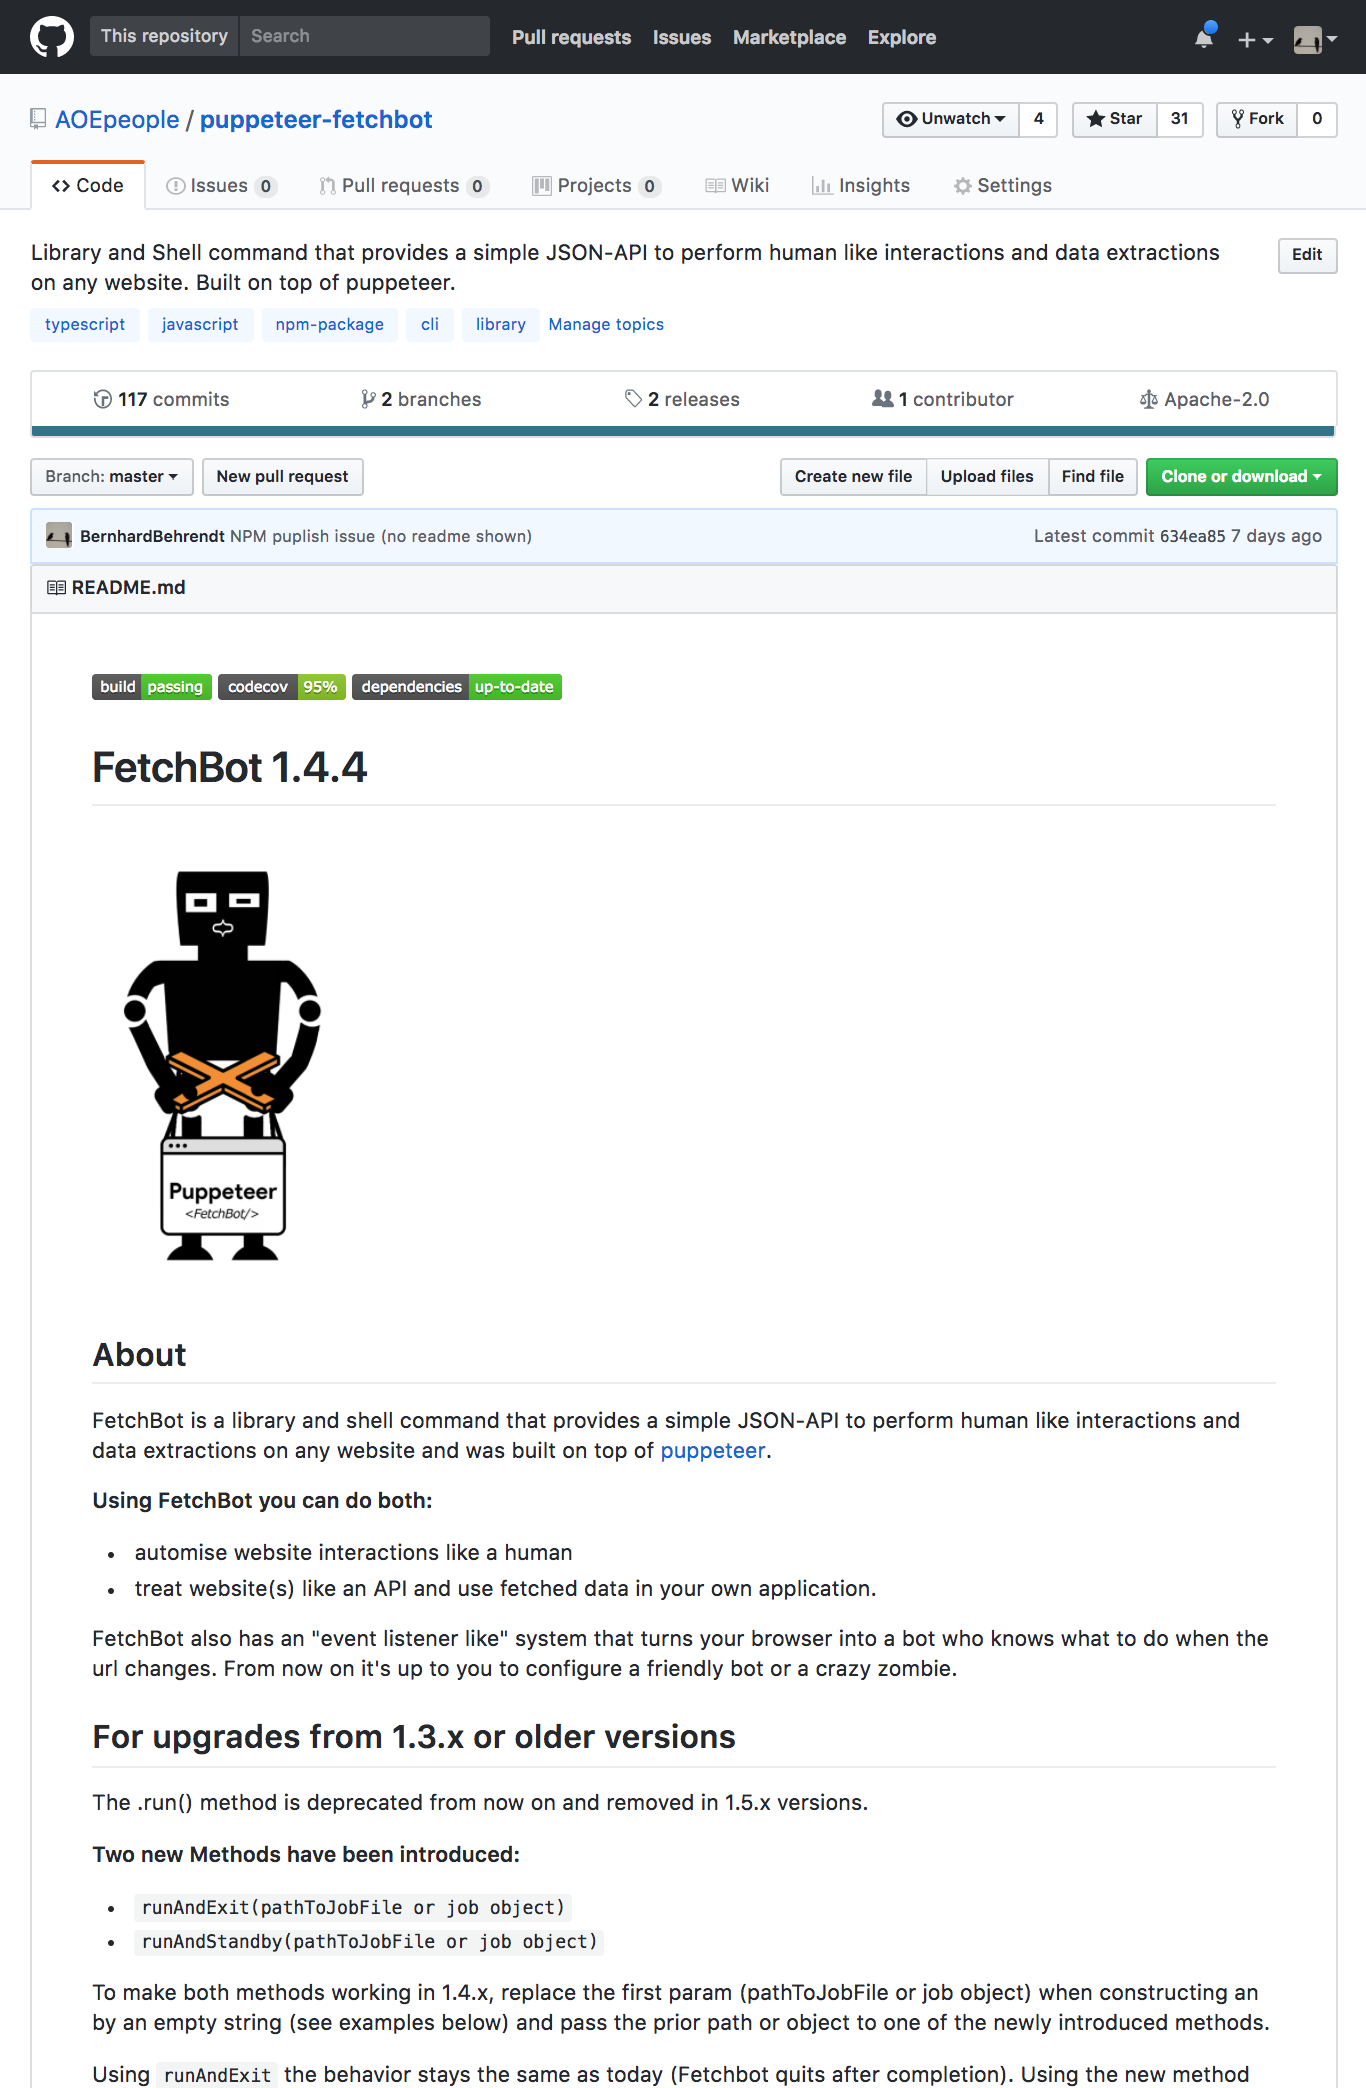 This repository Search Pull requests Issues Marketplace Explore
AOEpeople / puppeteer-fetchbot Unwatch 4 Star 31 Fork 0
Code Issues 0 Pull requests 0 Projects 0 Wiki Insights Settings
Library and Shell command that provides a simple JSON-API to perform human like interactions and data extractions Edit
on any website. Built on top of puppeteer.
typescript javascript npm-package cli library Manage topics
117 commits 2 branches 2 releases 1 contributor Apache-2.0
Branch: master New pull request Create new file Upload files Find file Clone or download
BernhardBehrendt NPM puplish issue (no readme shown) Latest commit 634ea85 7 days ago
README.md
build passing codecov 95% dependencies up-to-date
FetchBot 1.4.4
Puppeteer
<FetchBot/>
About
FetchBot is a library and shell command that provides a simple JSON-API to perform human like interactions and
data extractions on any website and was built on top of puppeteer.
Using FetchBot you can do both:
• automise website interactions like a human
• treat website(s) like an API and use fetched data in your own application.
FetchBot also has an "event listener like" system that turns your browser into a bot who knows what to do when the
url changes. From now on it's up to you to configure a friendly bot or a crazy zombie.
For upgrades from 1.3.x or older versions
The .run() method is deprecated from now on and removed in 1.5.x versions.
Two new Methods have been introduced:
• runAndExit(pathToJobFile or job object)
• runAndStandby(pathToJobFile or job object)
To make both methods working in 1.4.x, replace the first param (pathToJobFile or job object) when constructing an
by an empty string (see examples below) and pass the prior path or object to one of the newly introduced methods.
Using runAndExit the behavior stays the same as today (Fetchbot quits after completion). Using the new method